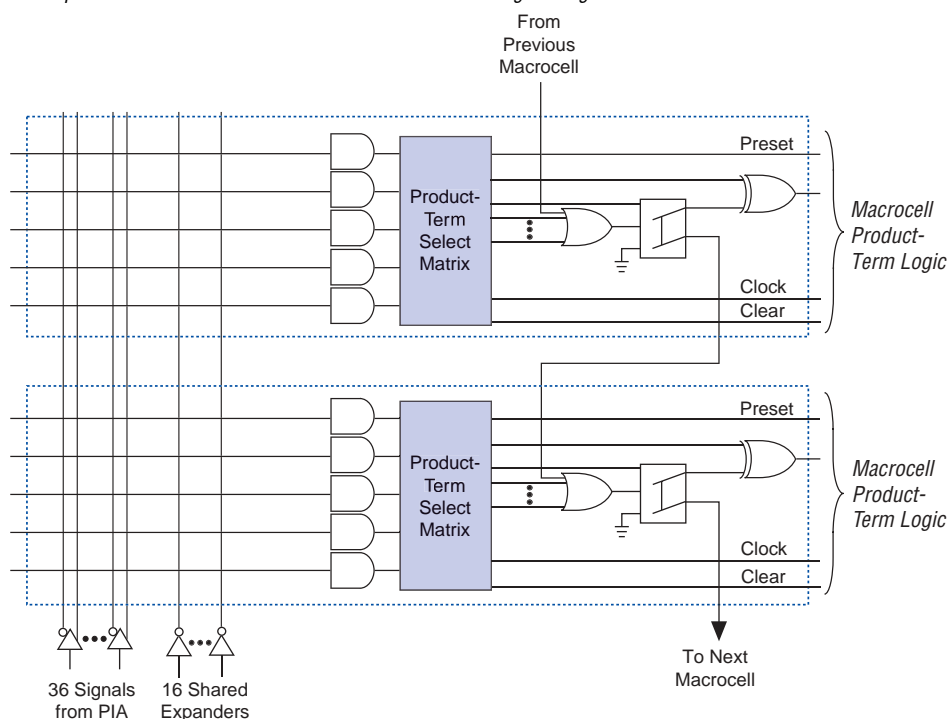 From
Previous
Macrocell
Preset
Product-
Term
Select
Matrix
Macrocell
Product-
Term Logic
Clock
Clear
Preset
Product-
Term
Select
Matrix
Macrocell
Product-
Term Logic
Clock
Clear
To Next
Macrocell
36 Signals
from PIA
16 Shared
Expanders